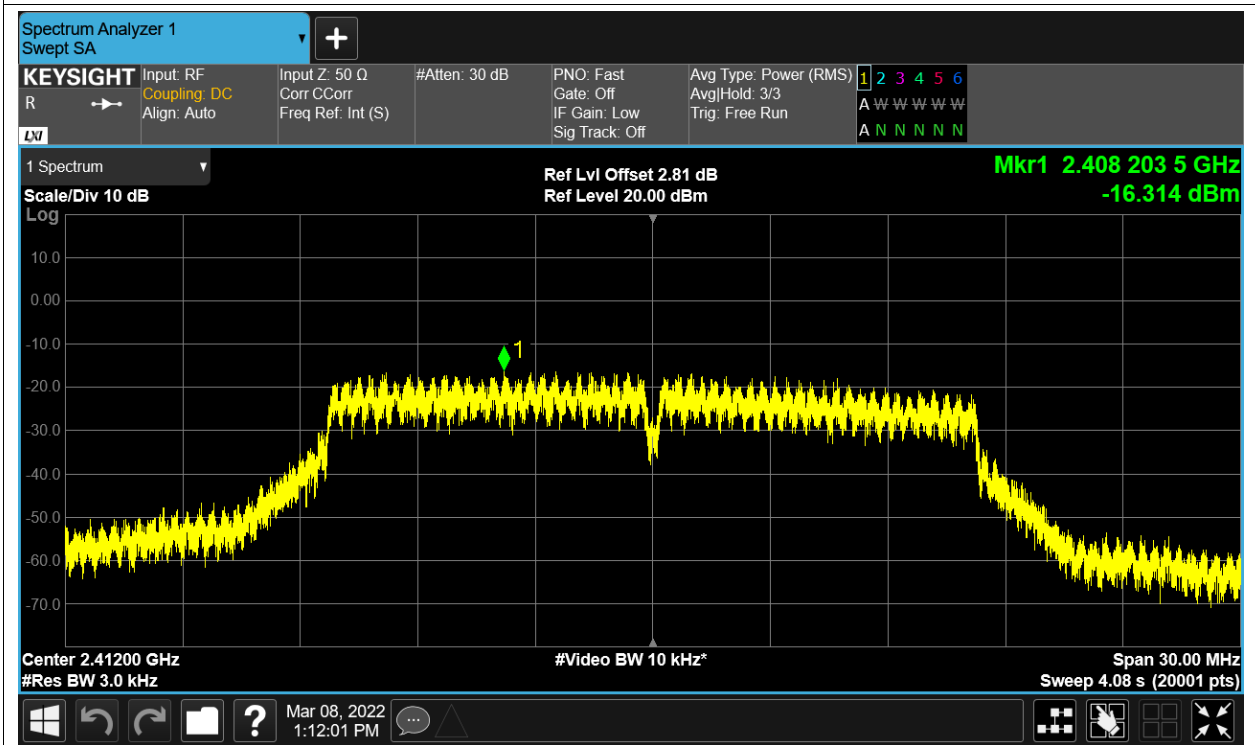 Spectrum Analyzer 1
Swept SA
KEYSIGHT
R
LXI
Input: RF
Coupling: DC
Align: Auto
Input Z: 50 Ω
Corr CCorr
Freq Ref: Int (S)
#Atten: 30 dB
PNO: Fast
Gate: Off
IF Gain: Low
Sig Track: Off
Avg Type: Power (RMS)
Avg|Hold: 3/3
Trig: Free Run
1 2 3 4 5 6
A W W W W W
A N N N N N
1 Spectrum
Scale/Div 10 dB
Log
Ref Lvl Offset 2.81 dB
Ref Level 20.00 dBm
Mkr1 2.408 203 5 GHz
-16.314 dBm
10.0
0.00
-10.0
1
-20.0
-30.0
-40.0
-50.0
-60.0
-70.0
Center 2.41200 GHz
#Video BW 10 kHz*
Span 30.00 MHz
#Res BW 3.0 kHz
Sweep 4.08 s (20001 pts)
?
Mar 08, 2022
1:12:01 PM